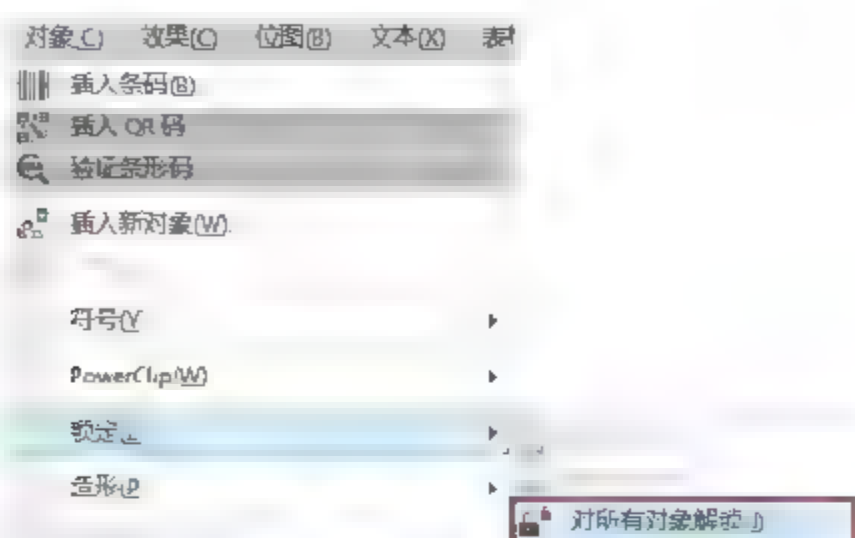 对象(C) 效果(C) 位图(B) 文本(X)
插入条码(B)
插入 QR 码
验证条形码
插入新对象(W)
符号(Y
PowerClip(W)
锁定(L
造形(P
对所有对象解锁(J)